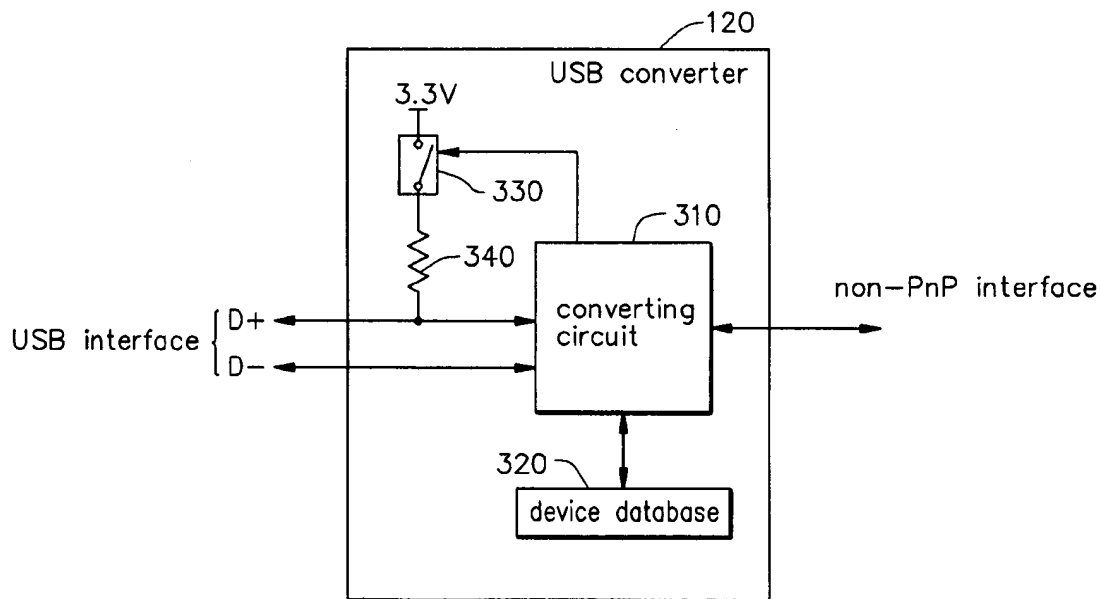 120
USB converter
3.3V
330
310
340
non-PnP interface
converting
circuit
D+
USB interface
D-
320
device database